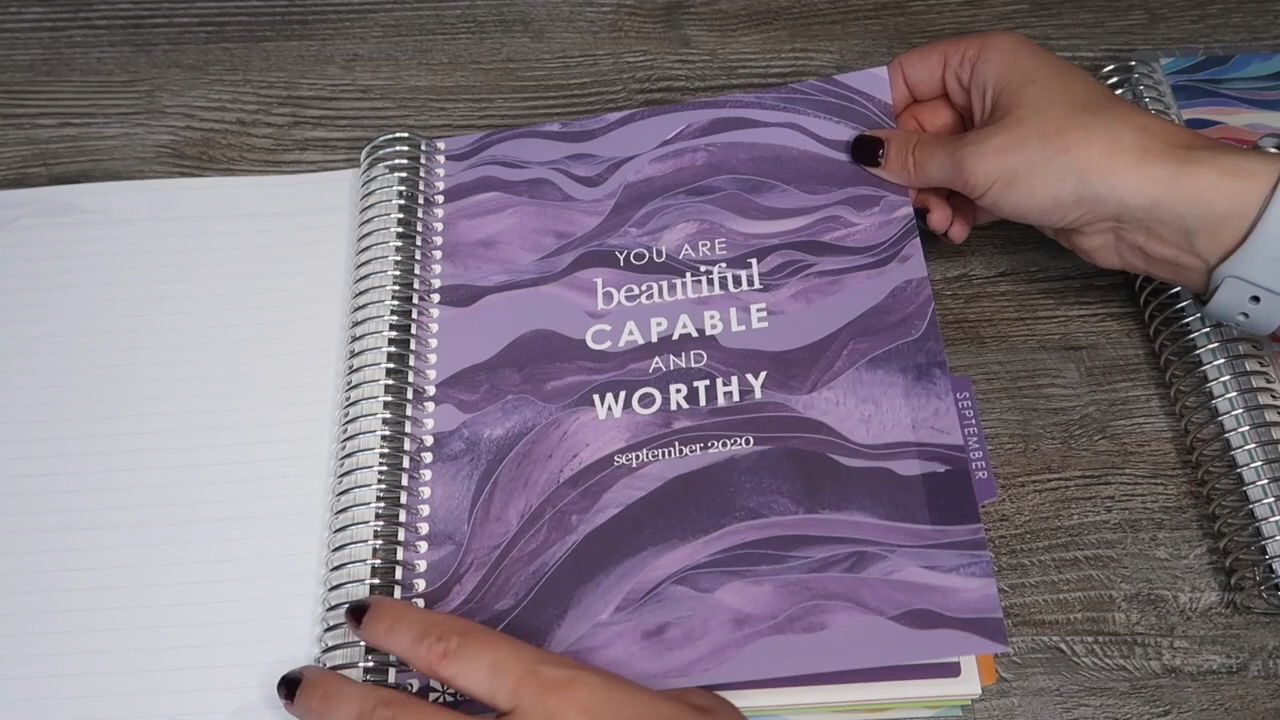 YOU ARE
beautiful
CAPABLE
AND
WORTHY
september 2020
SEPTEMBER